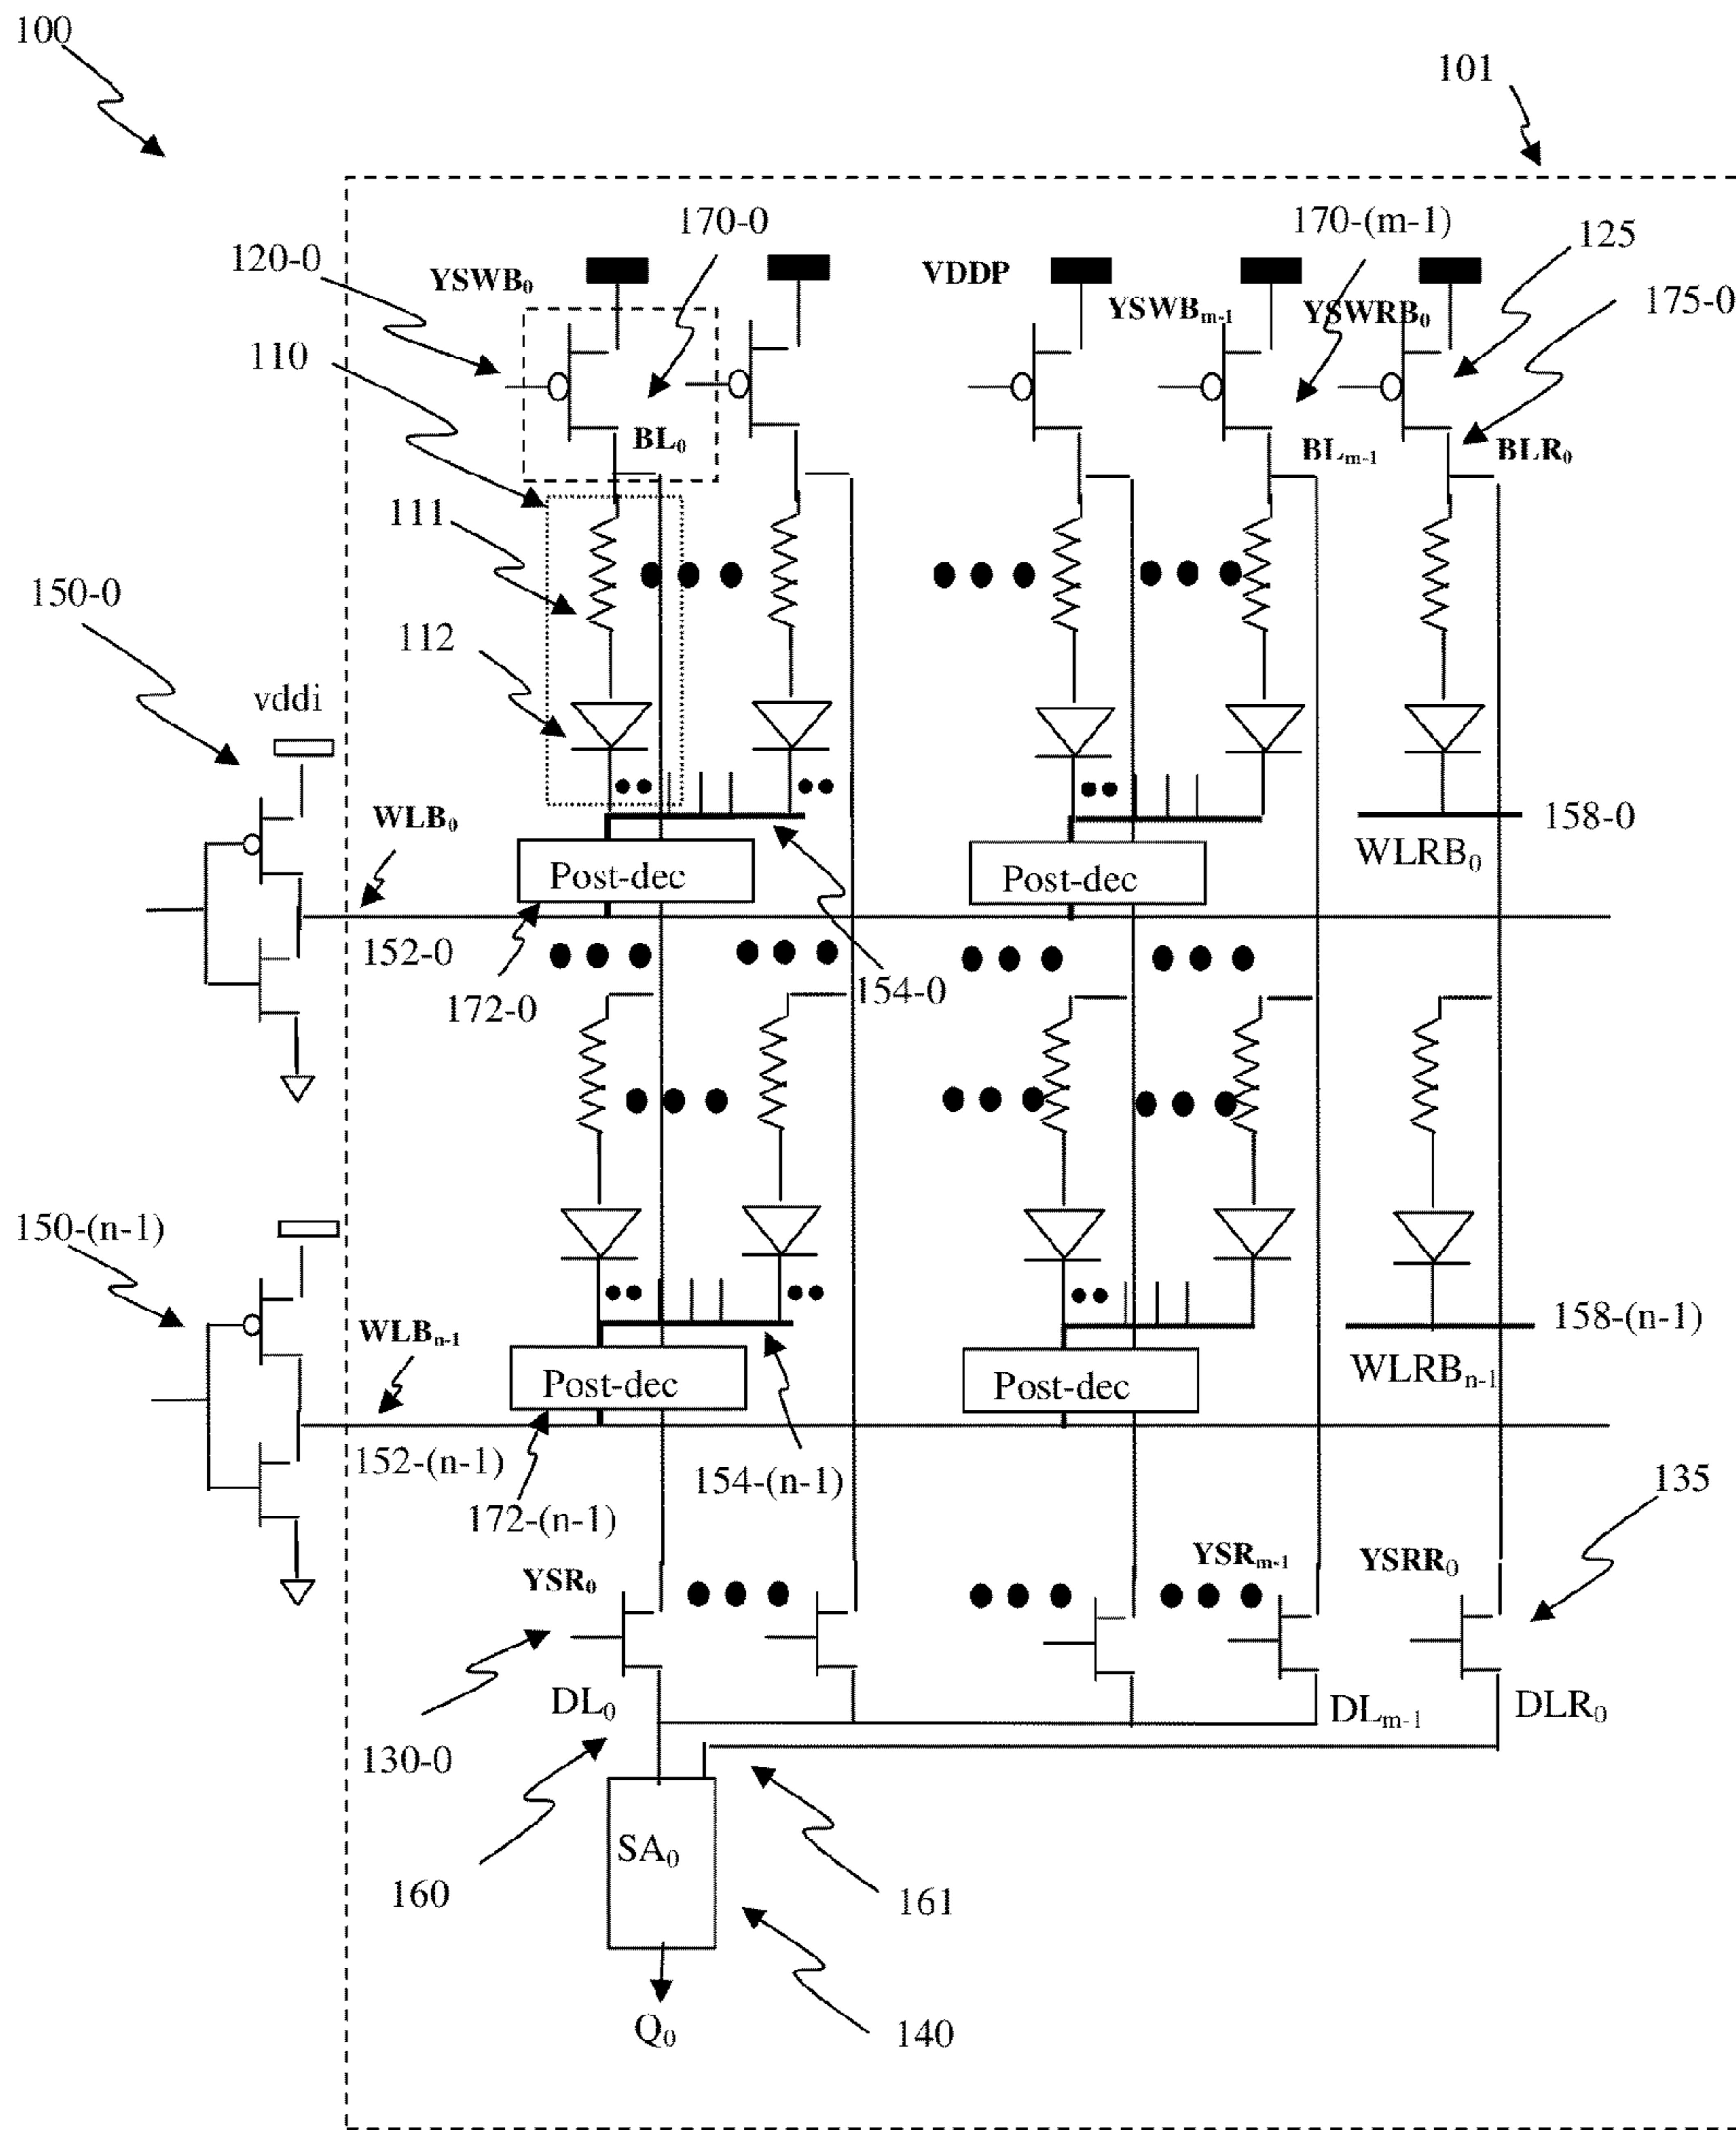 100
101
170-0
170-(m-1)
125
120-0
YSWB₀
VDDP
YSWBₘ₋₁
YSWRB₀
175-0
110
BL₀
BLₘ₋₁
BLR₀
111
150-0
112
vddi
WLB₀
158-0
WLRB₀
Post-dec
Post-dec
152-0
172-0
154-0
150-(n-1)
WLBₙ₋₁
158-(n-1)
WLRBₙ₋₁
Post-dec
Post-dec
152-(n-1)
154-(n-1)
172-(n-1)
135
YSR₀
YSRₘ₋₁
YSRR₀
DL₀
DLₘ₋₁
DLR₀
130-0
SA₀
160
161
Q₀
140